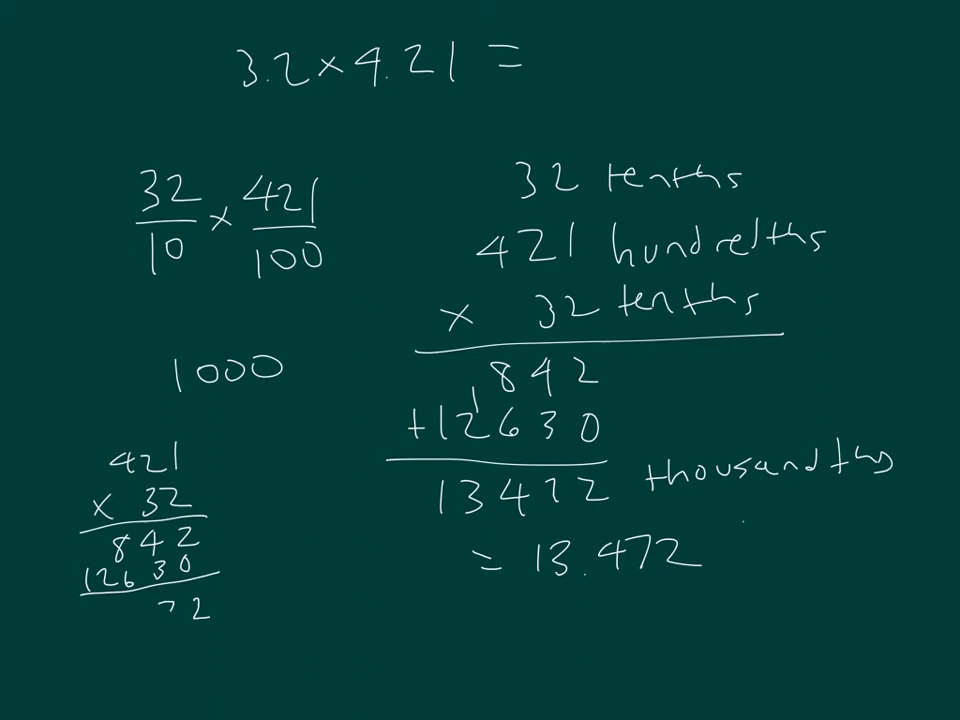 3.2 × 4.21 =
32/10 × 421/100
1000
421
× 32
842
12630
72
32 tenths
421 hundredths
× 32 tenths
842
1
+12630
13472 thousandths
= 13.472